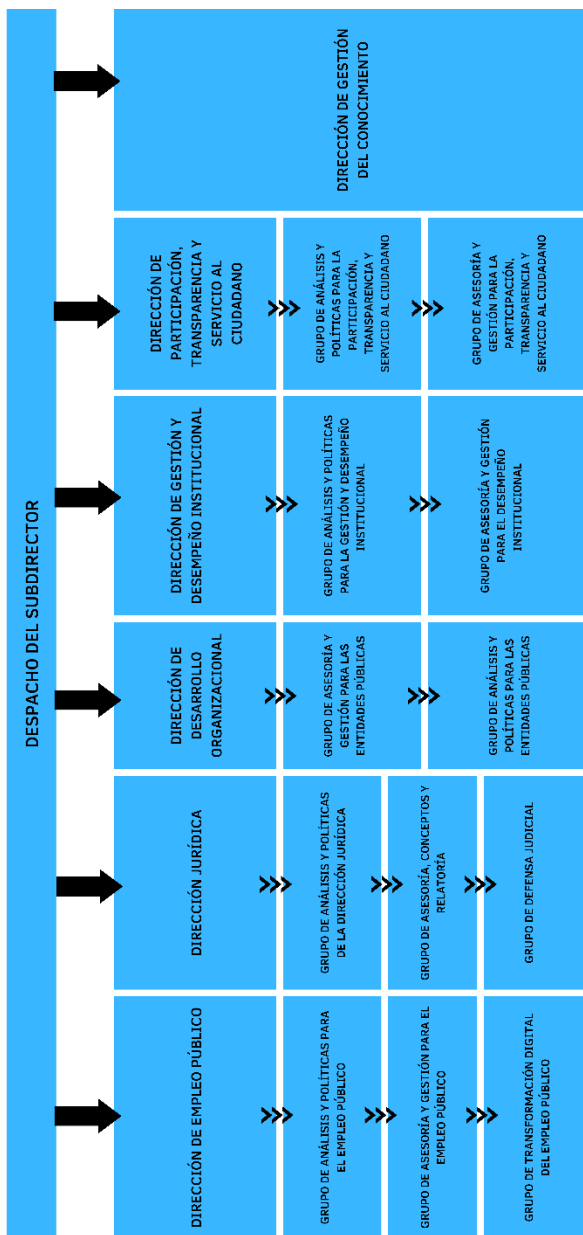 DESPACHO DEL SUBDIRECTOR
DIRECCIÓN DE EMPLEO PÚBLICO
GRUPO DE ANÁLISIS Y POLÍTICAS PARA
EL EMPLEO PÚBLICO
GRUPO DE ASESORÍA Y GESTIÓN PARA EL
EMPLEO PÚBLICO
GRUPO DE TRANSFORMACIÓN DIGITAL
DEL EMPLEO PÚBLICO
DIRECCIÓN JURÍDICA
GRUPO DE ANÁLISIS Y POLÍTICAS
DE LA DIRECCIÓN JURÍDICA
GRUPO DE ASESORÍA, CONCEPTOS Y
RELATORÍA
GRUPO DE DEFENSA JUDICIAL
DIRECCIÓN DE
DESARROLLO
ORGANIZACIONAL
GRUPO DE ASESORÍA Y
GESTIÓN PARA LAS
ENTIDADES PÚBLICAS
GRUPO DE ANÁLISIS Y
POLÍTICAS PARA LAS
ENTIDADES PÚBLICAS
DIRECCIÓN DE GESTIÓN Y
DESEMPEÑO INSTITUCIONAL
GRUPO DE ANÁLISIS Y POLÍTICAS
PARA LA GESTIÓN Y DESEMPEÑO
INSTITUCIONAL
GRUPO DE ASESORÍA Y GESTIÓN
PARA EL DESEMPEÑO
INSTITUCIONAL
DIRECCIÓN DE
PARTICIPACIÓN,
TRANSPARENCIA Y
SERVICIO AL
CIUDADANO
GRUPO DE ANÁLISIS Y
POLÍTICAS PARA LA
PARTICIPACIÓN,
TRANSPARENCIA Y
SERVICIO AL CIUDADANO
GRUPO DE ASESORÍA Y
GESTIÓN PARA LA
PARTICIPACIÓN,
TRANSPARENCIA Y
SERVICIO AL CIUDADANO
DIRECCIÓN DE GESTIÓN
DEL CONOCIMIENTO